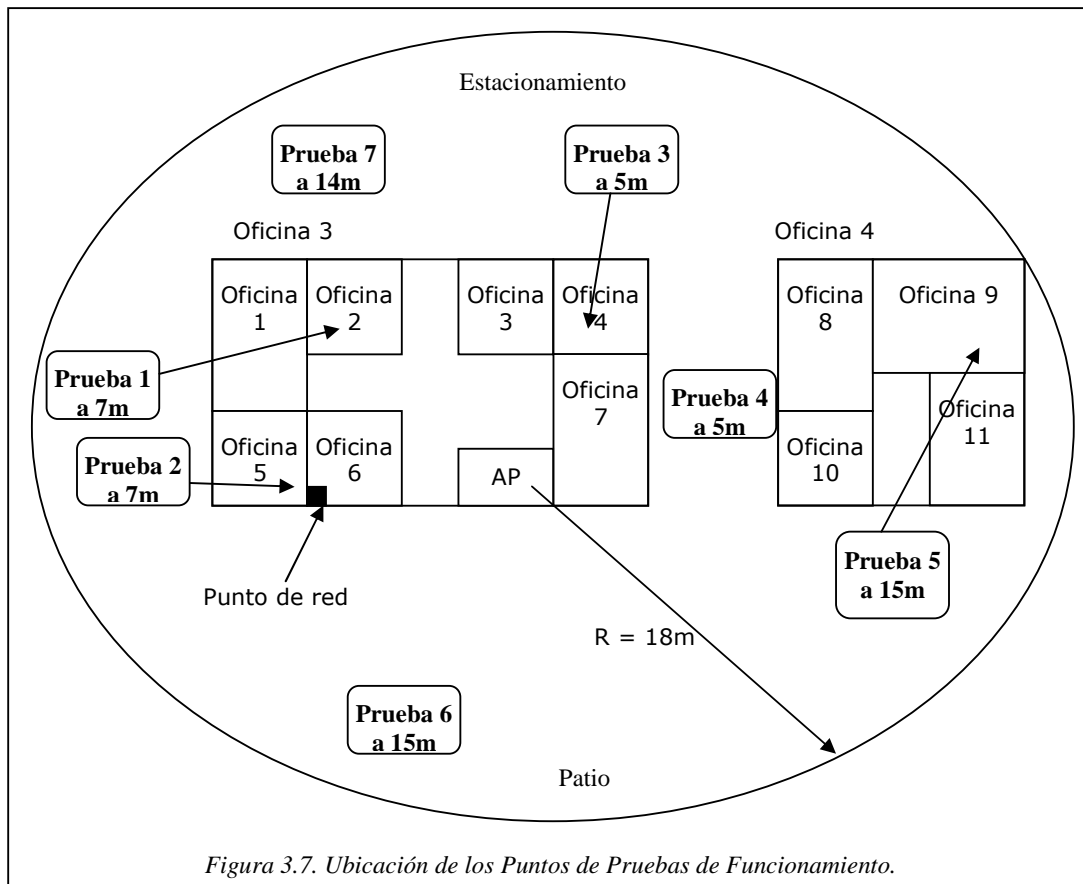 Estacionamiento
Prueba 7
a 14m
Prueba 3
a 5m
Oficina 3
Oficina 4
Oficina
1
Oficina
2
Oficina
3
Oficina
4
Oficina
8
Oficina 9
Prueba 1
a 7m
Prueba 4
a 5m
Oficina
7
Oficina
11
Prueba 2
a 7m
Oficina
5
Oficina
6
AP
Oficina
10
Prueba 5
a 15m
Punto de red
R = 18m
Prueba 6
a 15m
Patio
Figura 3.7. Ubicación de los Puntos de Pruebas de Funcionamiento.